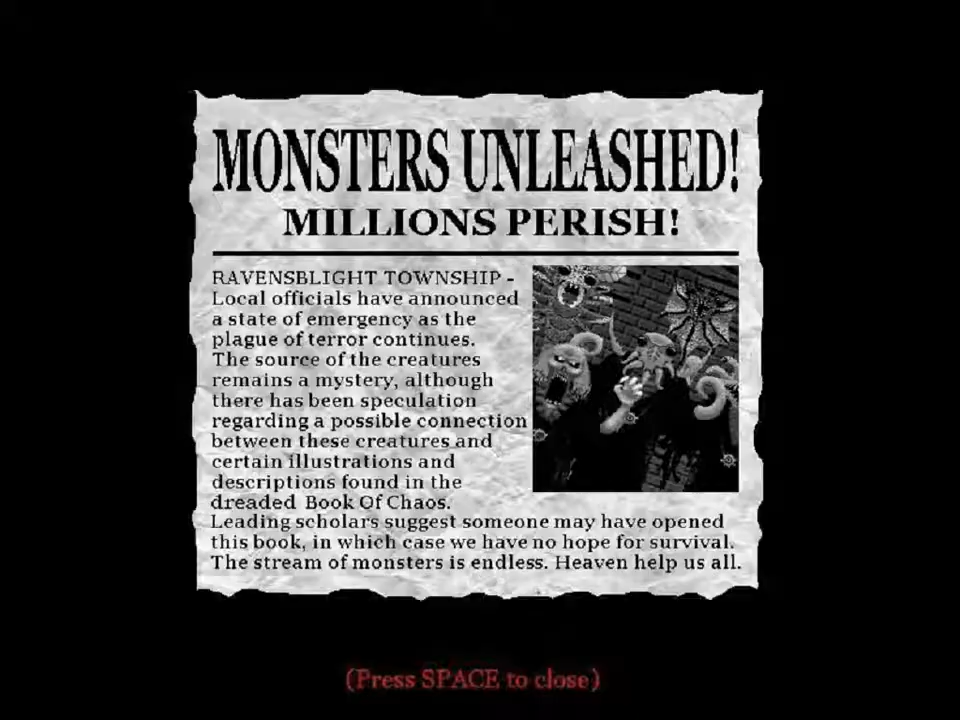 MONSTERS UNLEASHED!
MILLIONS PERISH!
RAVENSBLIGHT TOWNSHIP -
Local officials have announced
a state of emergency as the
plague of terror continues.
The source of the creatures
remains a mystery, although
there has been speculation
regarding a possible connection
between these creatures and
certain illustrations and
descriptions found in the
dreaded Book Of Chaos.
Leading scholars suggest someone may have opened
this book, in which case we have no hope for survival.
The stream of monsters is endless. Heaven help us all.
(Press SPACE to close)